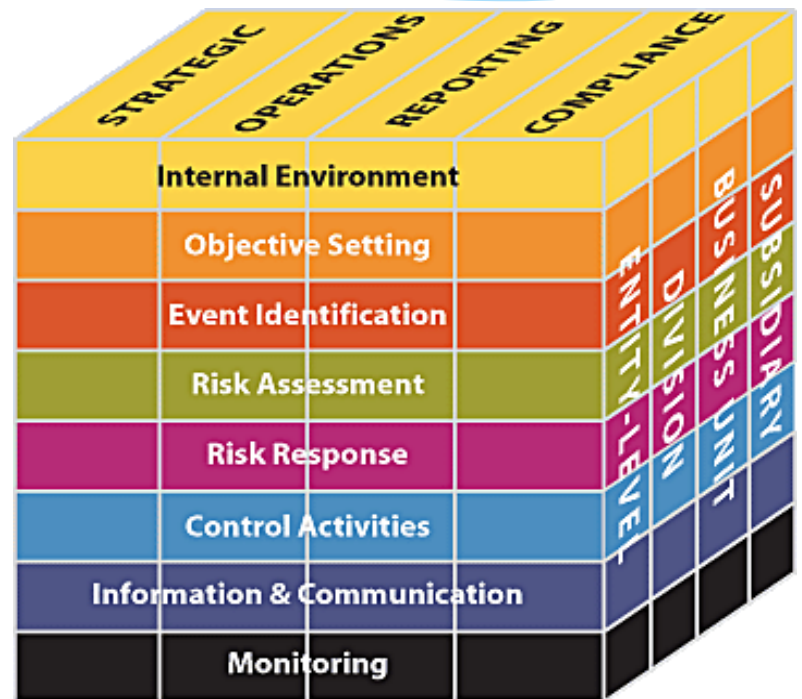 STRATEGIC
OPERATIONS
REPORTING
COMPLIANCE
Internal Environment
Objective Setting
Event Identification
Risk Assessment
Risk Response
Control Activities
Information & Communication
Monitoring
ENTITY-LEVEL
DIVISION
BUSINESS UNIT
SUBSIDIARY